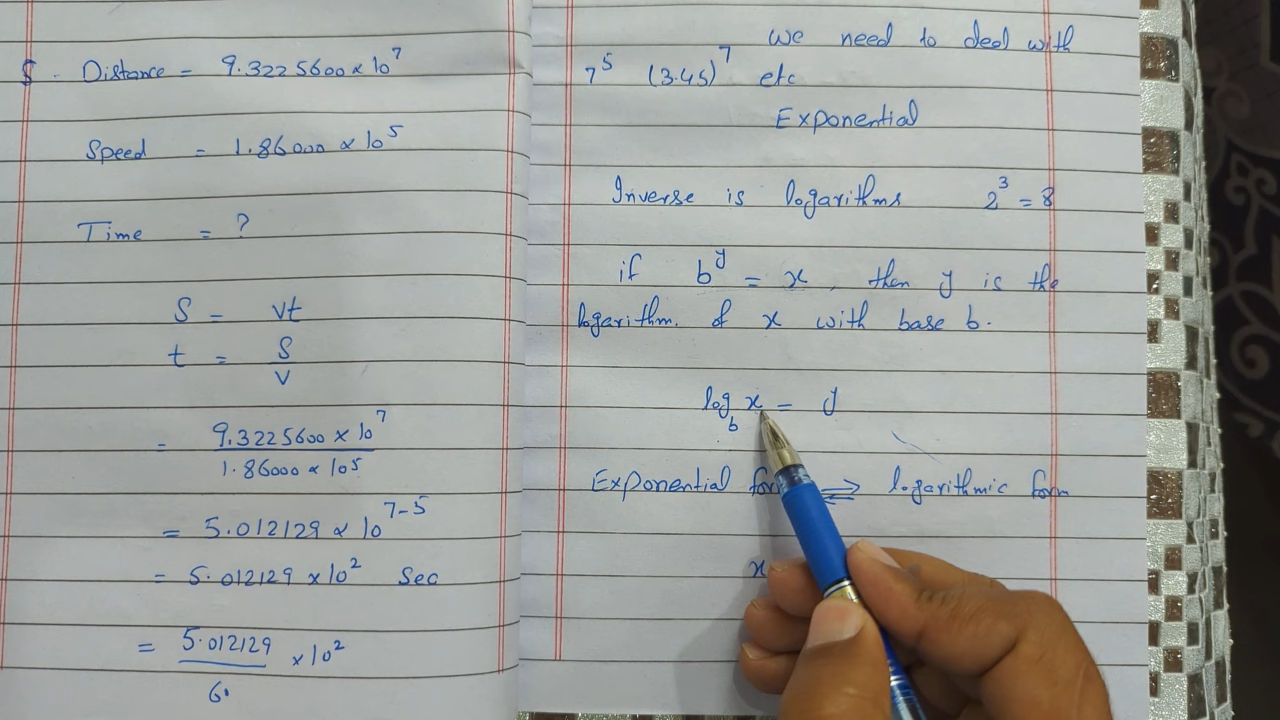 5. Distance = 9.3225600 x 10^7
Speed = 1.86000 x 10^5
Time = ?
S = vt
t = S/v
= 9.3225600 x 10^7 / 1.86000 x 10^5
= 5.012129 x 10^7-5
= 5.012129 x 10^2 Sec
= 5.012129/60 x 10^2
we need to deal with
7^5 (3.45)^7 etc
Exponential
Inverse is logarithms 2^3 = 8
if b^y = x, then y is the
logarithm. of x with base b.
log_b x = y
Exponential for ⇌ logarithmic form
x